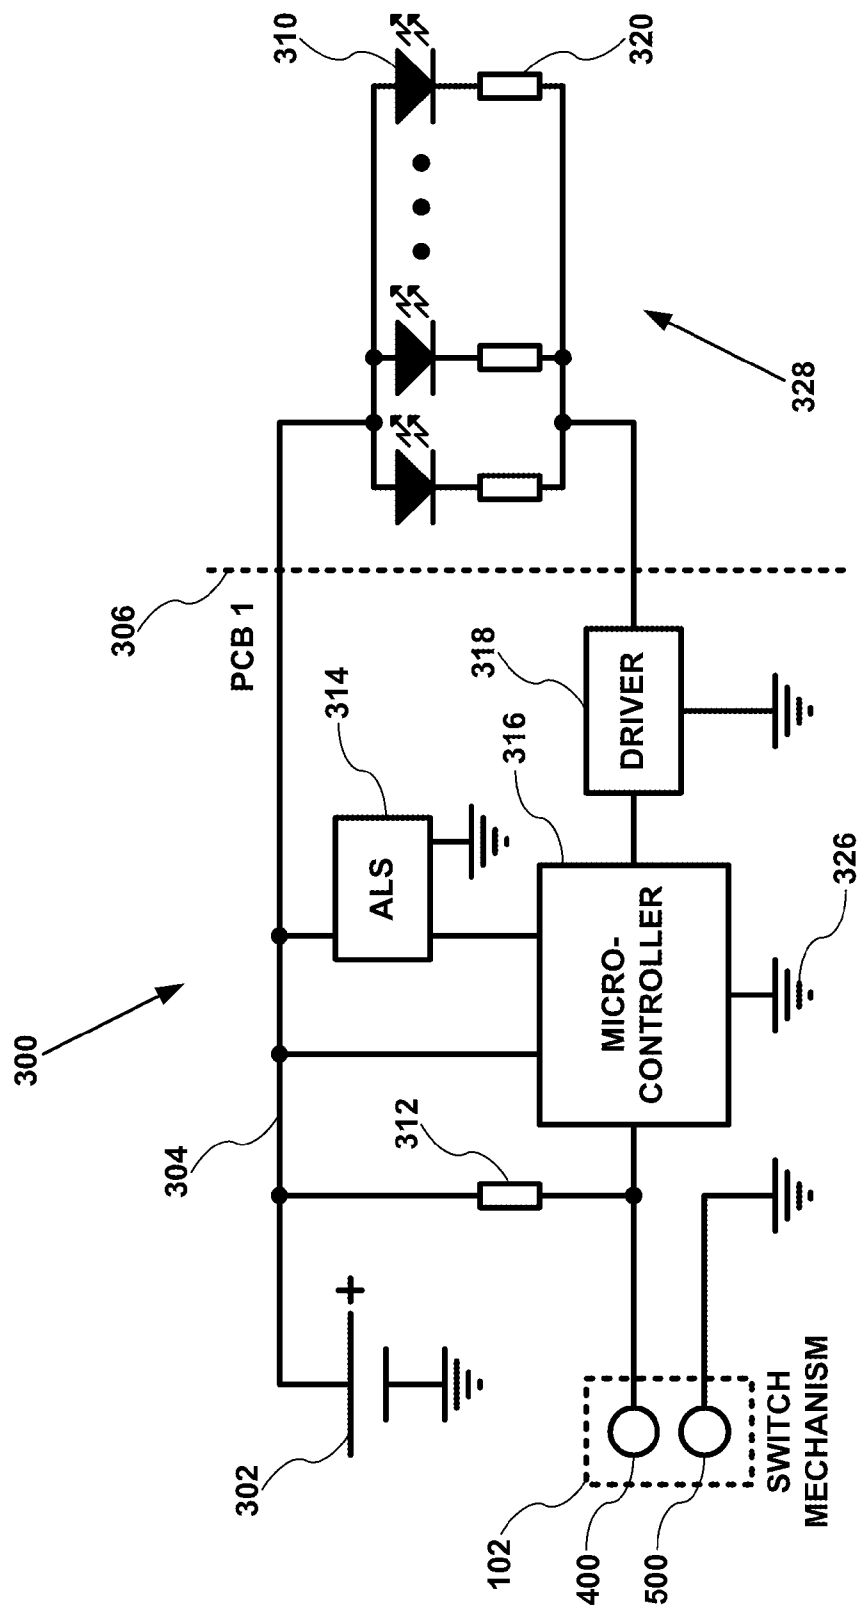 300
302
304
306
PCB 1
310
320
328
314
ALS
312
316
MICRO-
CONTROLLER
318
DRIVER
326
+
102
400
500
SWITCH
MECHANISM